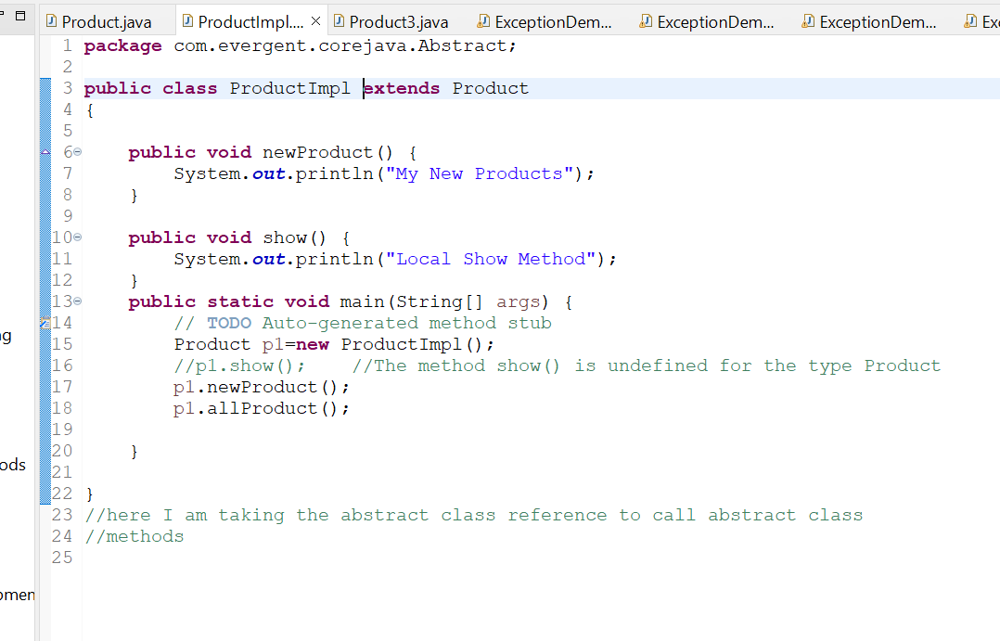 Product.java ProductImpl.... Product3.java ExceptionDem... ExceptionDem... ExceptionDem... Ex
1 package com.evergent.corejava.Abstract;
2
3 public class ProductImpl extends Product
4 {
5
6 public void newProduct() {
7 System.out.println("My New Products");
8 }
9
10 public void show() {
11 System.out.println("Local Show Method");
12 }
13 public static void main(String[] args) {
14 // TODO Auto-generated method stub
15 Product p1=new ProductImpl();
16 //p1.show(); //The method show() is undefined for the type Product
17 p1.newProduct();
18 p1.allProduct();
19
20 }
21
22 }
23 //here I am taking the abstract class reference to call abstract class
24 //methods
25